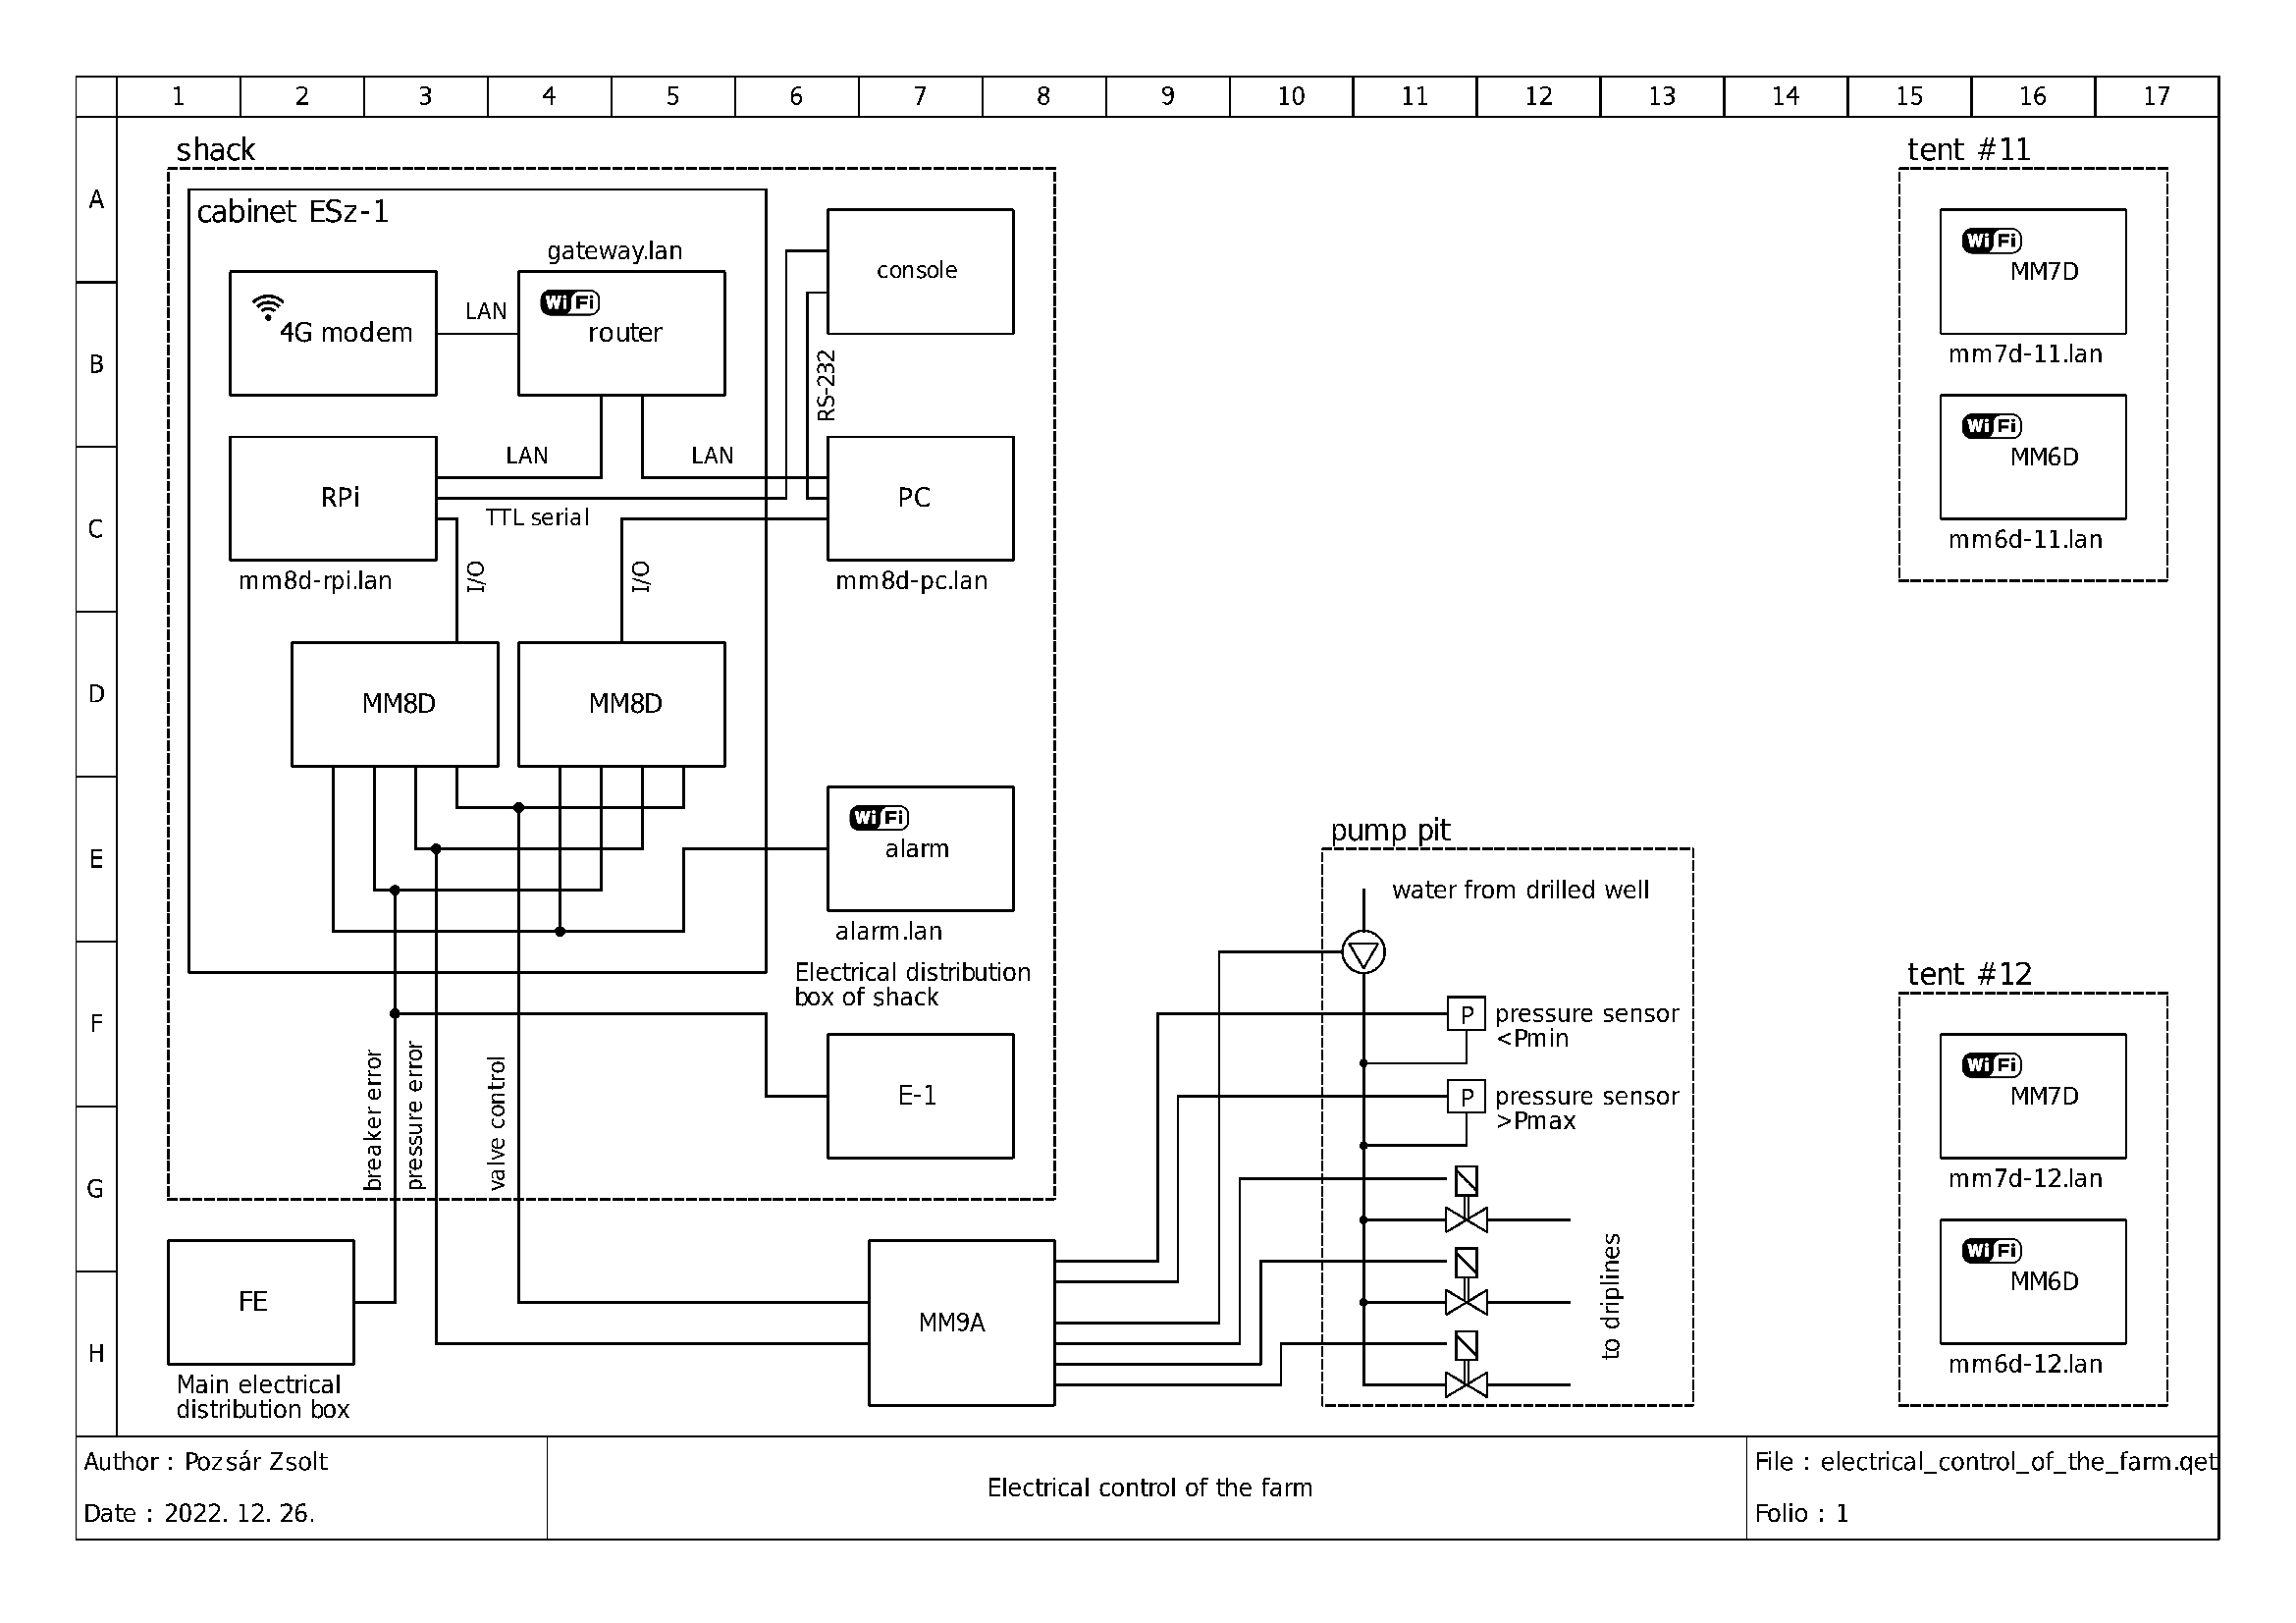 1 2 3 4 5 6 7 8 9 10 11 12 13 14 15 16 17
A
B
C
D
E
F
G
H
shack
cabinet ESz-1
gateway.lan
4G modem
LAN
WiFi
router
console
RS-232
RPi
LAN
LAN
TTL serial
PC
mm8d-rpi.lan
I/O
I/O
mm8d-pc.lan
MM8D
MM8D
WiFi
alarm
alarm.lan
Electrical distribution
box of shack
E-1
breaker error
pressure error
valve control
FE
Main electrical
distribution box
MM9A
pump pit
water from drilled well
P
pressure sensor
<Pmin
P
pressure sensor
>Pmax
to driplines
tent #11
WiFi
MM7D
mm7d-11.lan
WiFi
MM6D
mm6d-11.lan
tent #12
WiFi
MM7D
mm7d-12.lan
WiFi
MM6D
mm6d-12.lan
Author : Pozsár Zsolt
Date : 2022. 12. 26.
Electrical control of the farm
File : electrical_control_of_the_farm.qet
Folio : 1